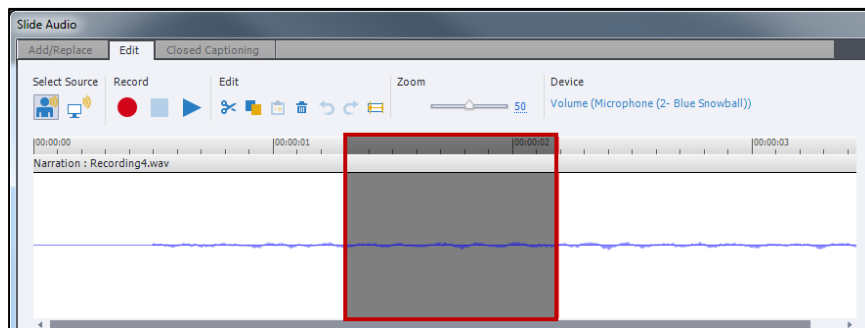 Slide Audio
Add/Replace Edit Closed Captioning
Select Source Record Edit Zoom Device
50 Volume (Microphone (2- Blue Snowball))
00:00:00 00:00:01 00:00:02 00:00:03
Narration : Recording4.wav